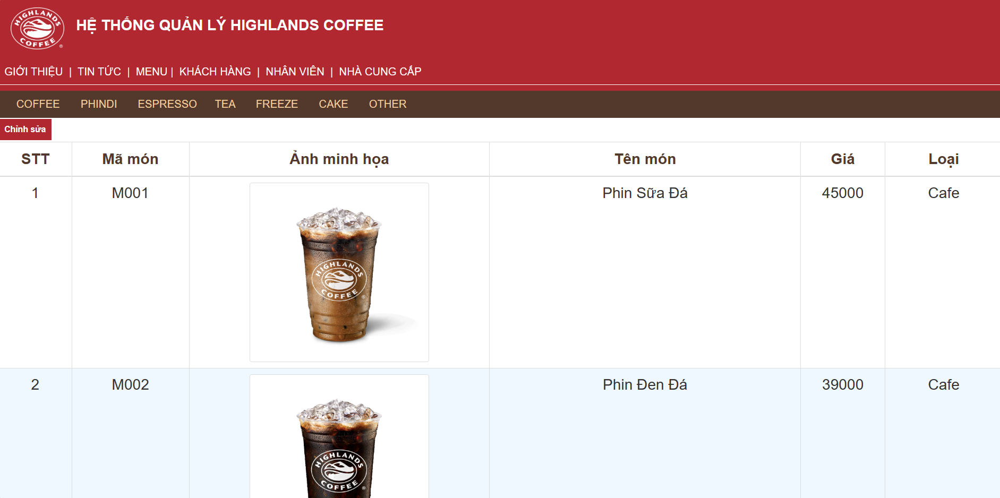 HIGHLANDS
COFFEE ®
HỆ THỐNG QUẢN LÝ HIGHLANDS COFFEE
GIỚI THIỆU | TIN TỨC | MENU | KHÁCH HÀNG | NHÂN VIÊN | NHÀ CUNG CẤP
COFFEE PHINDI ESPRESSO TEA FREEZE CAKE OTHER
Chỉnh sửa
STT Mã món Ảnh minh họa Tên món Giá Loại
1 M001 Phin Sữa Đá 45000 Cafe
HIGHLANDS
COFFEE ®
2 M002 Phin Đen Đá 39000 Cafe
HIGHLANDS
COFFEE ®